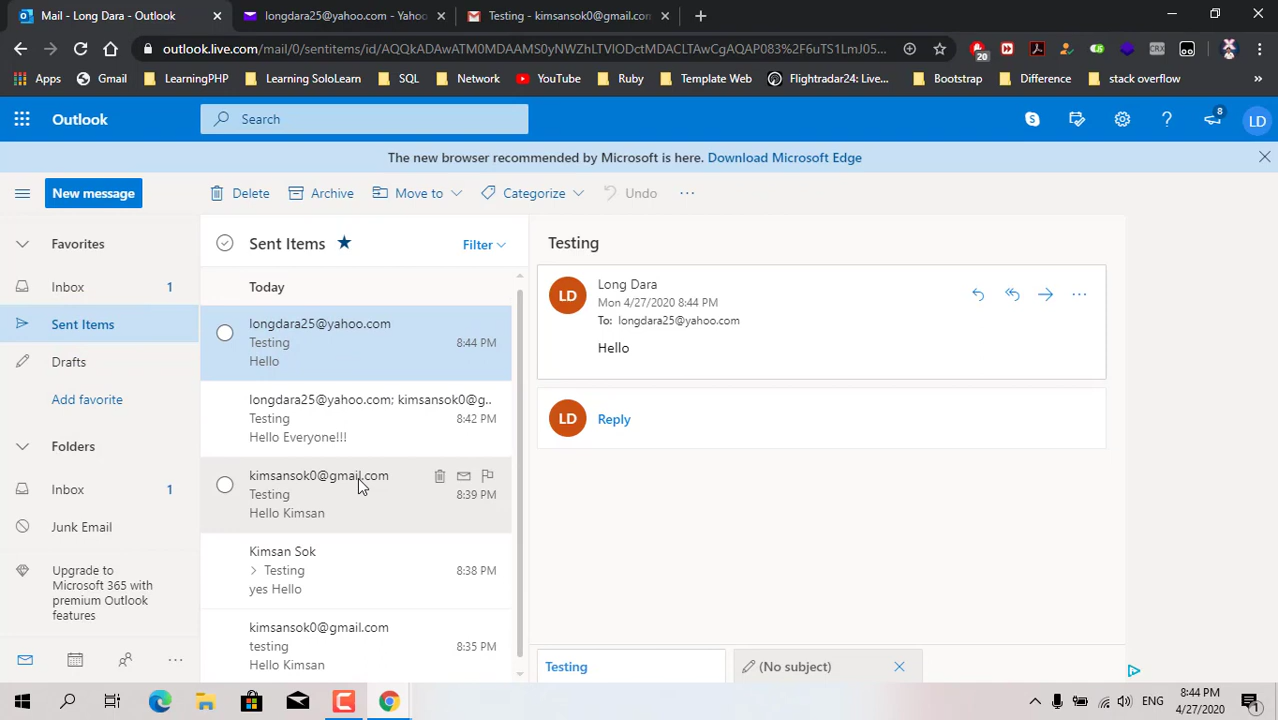 Mail - Long Dara - Outlook
longdara25@yahoo.com - Yahoo
Testing - kimsansok0@gmail.com
outlook.live.com/mail/0/sentitems/id/AQQkADAwATM0MDAAMS0yNWZhLTVIODctMDACLTAwCgAQAP083%2F6uTS1LmJ05...
20
Apps
Gmail
LearningPHP
Learning SoloLearn
SQL
Network
YouTube
Ruby
Template Web
Flightradar24: Live...
Bootstrap
Difference
stack overflow
CRX
Outlook
Search
8
LD
The new browser recommended by Microsoft is here. Download Microsoft Edge
New message
Delete
Archive
Move to
Categorize
Undo
Favorites
Inbox 1
Sent Items
Drafts
Add favorite
Folders
Inbox 1
Junk Email
Upgrade to
Microsoft 365 with
premium Outlook
features
Sent Items
Filter
Today
longdara25@yahoo.com
Testing 8:44 PM
Hello
longdara25@yahoo.com; kimsansok0@g..
Testing 8:42 PM
Hello Everyone!!!
kimsansok0@gmail.com
Testing 8:39 PM
Hello Kimsan
Kimsan Sok
> Testing 8:38 PM
yes Hello
kimsansok0@gmail.com
testing 8:35 PM
Hello Kimsan
Testing
LD
Long Dara
Mon 4/27/2020 8:44 PM
To: longdara25@yahoo.com
Hello
LD
Reply
Testing
(No subject)
ENG
8:44 PM
4/27/2020
1